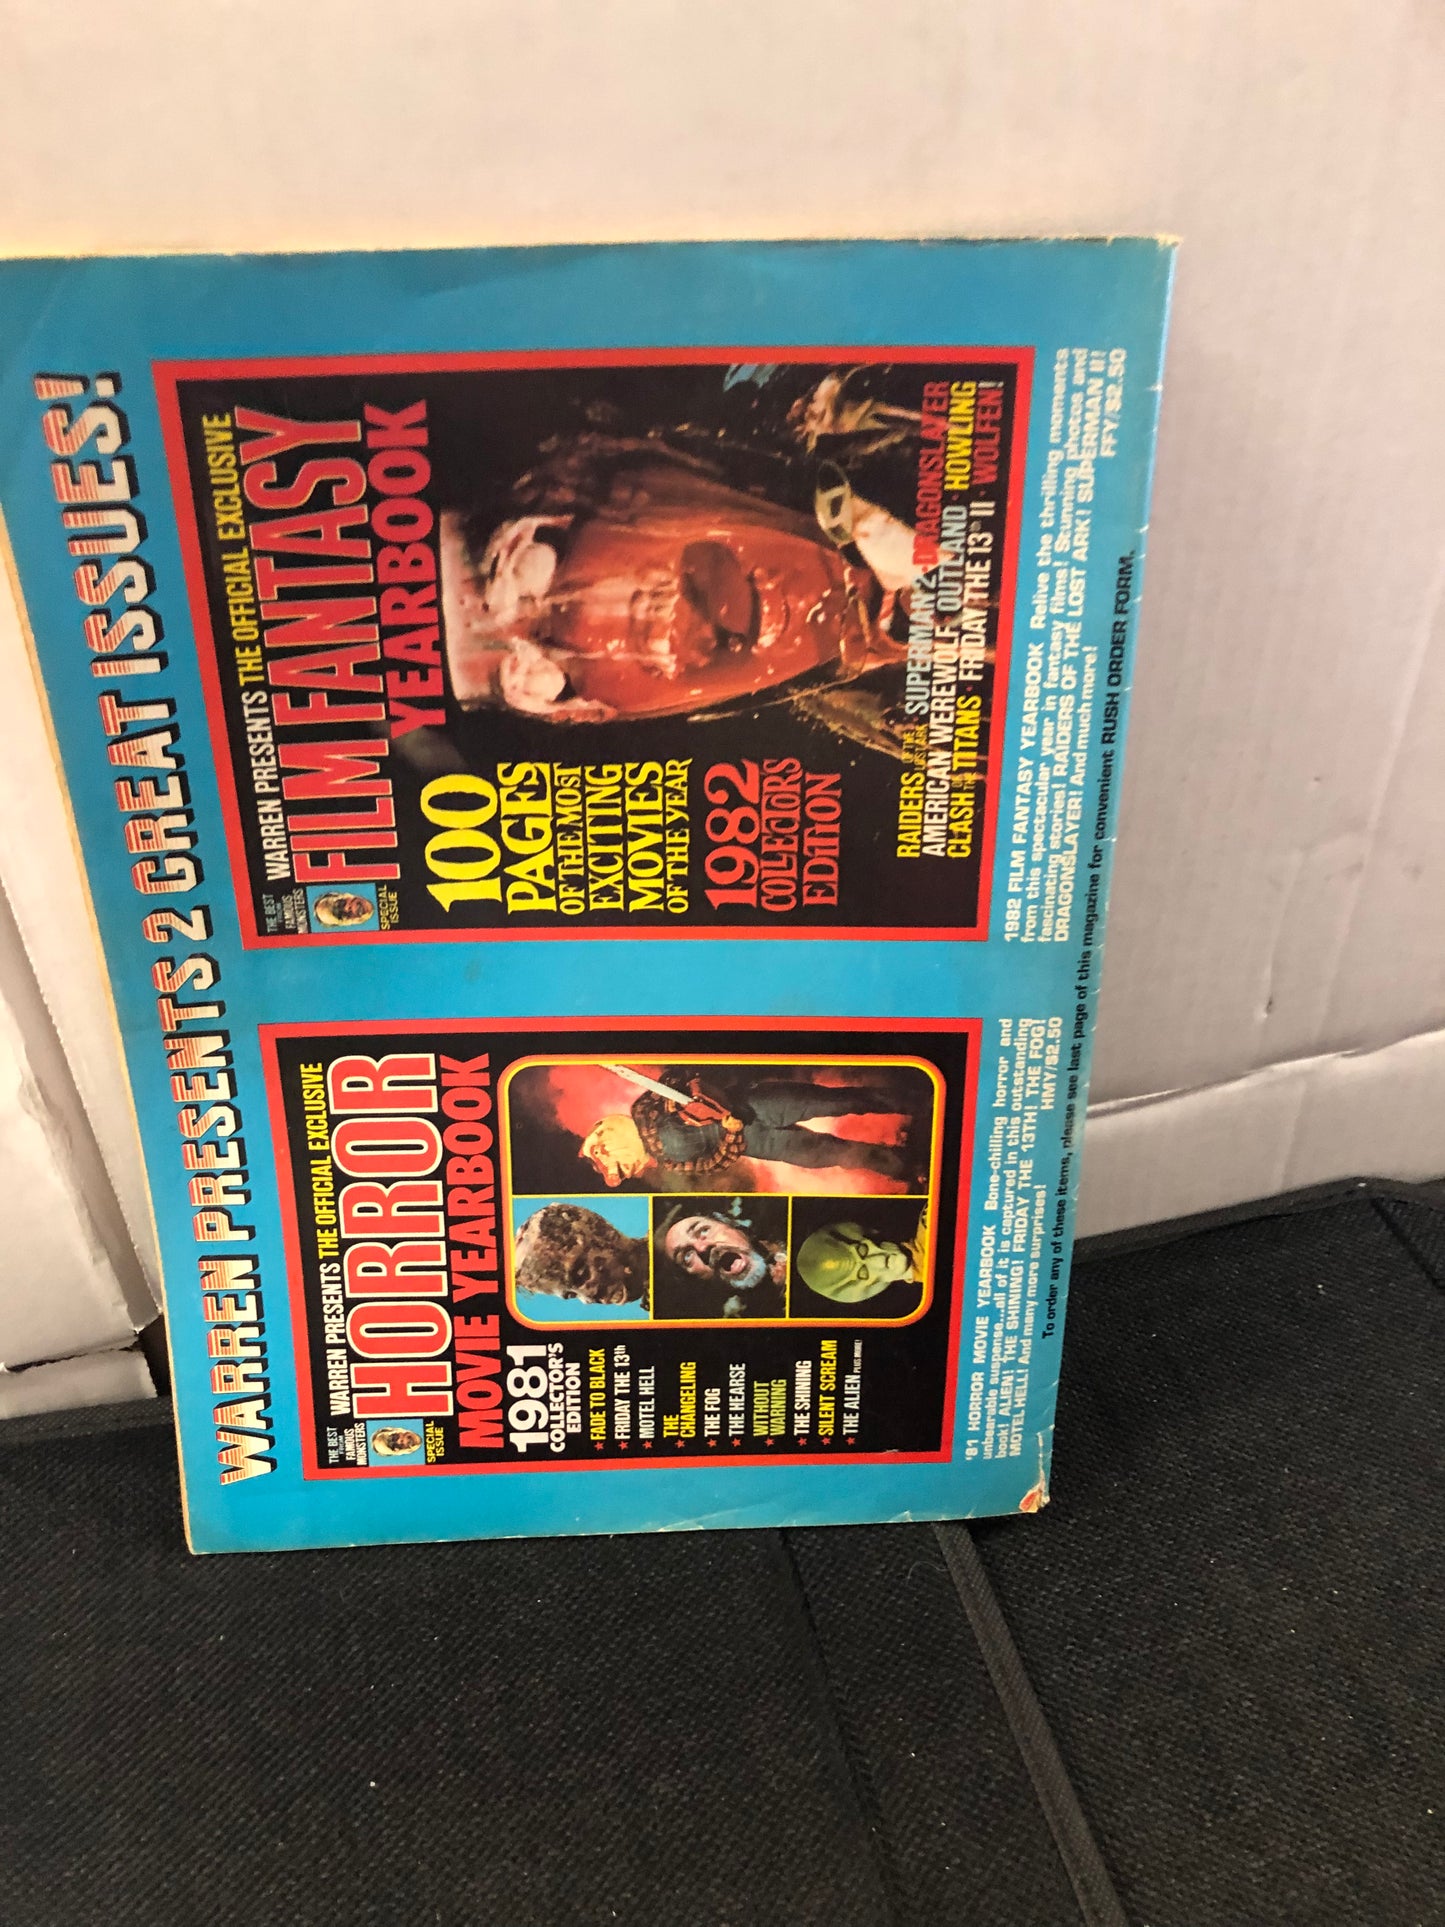 WARREN PRESENTS 2 GREAT ISSUES!
THE BEST
FROM
FAMOUS
MONSTERS
SPECIAL
ISSUE
WARREN PRESENTS THE OFFICIAL EXCLUSIVE
HORROR
MOVIE YEARBOOK
1981
COLLECTOR'S
EDITION
★ FADE TO BLACK
★ FRIDAY THE 13th
★ MOTEL HELL
★ THE
CHANGELING
★ THE FOG
★ THE HEARSE
★ WITHOUT
WARNING
★ THE SHINING
★ SILENT SCREAM
★ THE ALIEN PLUS MORE!
'81 HORROR MOVIE YEARBOOK Bone-chilling horror and
unbearable suspense...all of it is captured in this outstanding
book! ALIEN! THE SHINING! FRIDAY THE 13TH! THE FOG!
MOTEL HELL! And many more surprises! HMY/$2.50
THE BEST
FROM
FAMOUS
MONSTERS
SPECIAL
ISSUE
WARREN PRESENTS THE OFFICIAL EXCLUSIVE
FILM FANTASY
YEARBOOK
100
PAGES
OF THE MOST
EXCITING
MOVIES
OF THE YEAR
1982
COLLECTORS
EDITION
RAIDERS OF THE LOST ARK · SUPERMAN 2 · DRAGONSLAYER
AMERICAN WEREWOLF · OUTLAND · HOWLING
CLASH OF THE TITANS · FRIDAY THE 13th II · WOLFEN!
1982 FILM FANTASY YEARBOOK Relive the thrilling moments
from this spectacular year in fantasy films! Stunning photos and
fascinating stories! RAIDERS OF THE LOST ARK! SUPERMAN II!
DRAGONSLAYER! And much more! FFY/$2.50
To order any of these items, please see last page of this magazine for convenient RUSH ORDER FORM.